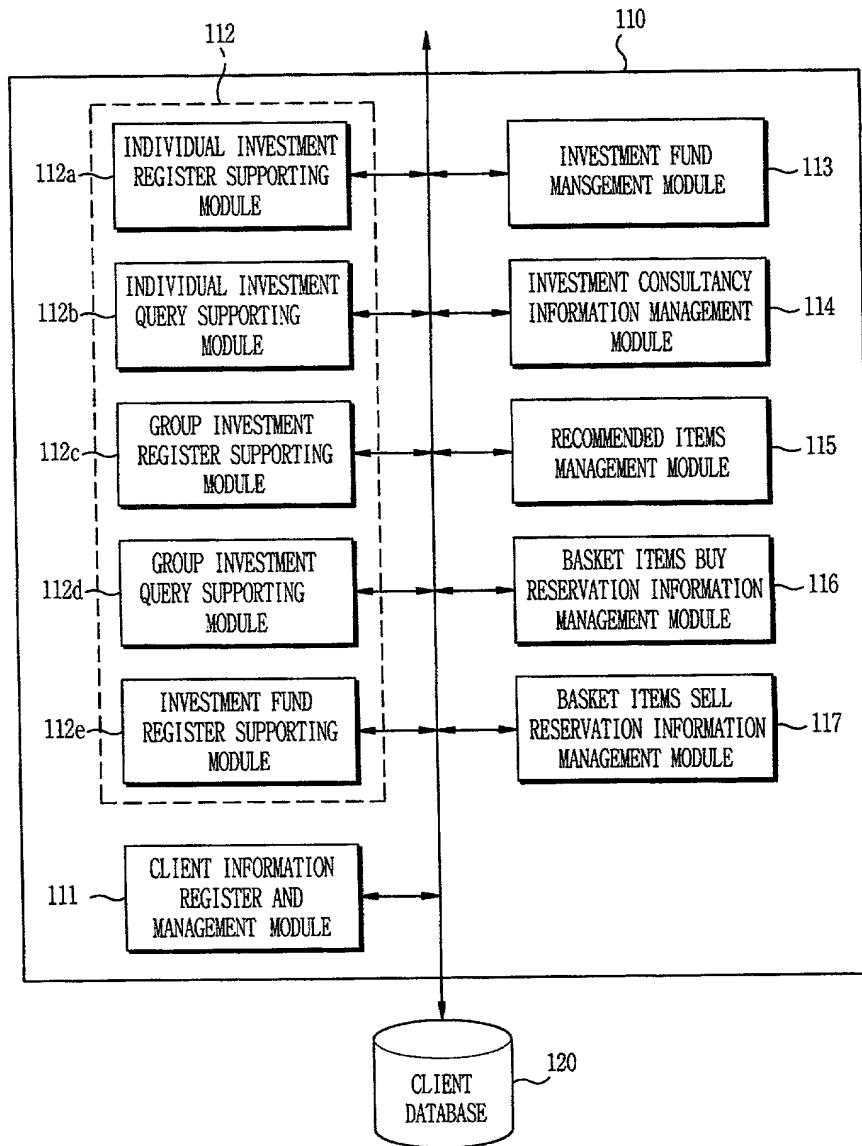 112
110
112a
INDIVIDUAL INVESTMENT
REGISTER SUPPORTING
MODULE
INVESTMENT FUND
MANSGEMENT MODULE
113
112b
INDIVIDUAL INVESTMENT
QUERY SUPPORTING
MODULE
INVESTMENT CONSULTANCY
INFORMATION MANAGEMENT
MODULE
114
112c
GROUP INVESTMENT
REGISTER SUPPORTING
MODULE
RECOMMENDED ITEMS
MANAGEMENT MODULE
115
112d
GROUP INVESTMENT
QUERY SUPPORTING
MODULE
BASKET ITEMS BUY
RESERVATION INFORMATION
MANAGEMENT MODULE
116
112e
INVESTMENT FUND
REGISTER SUPPORTING
MODULE
BASKET ITEMS SELL
RESERVATION INFORMATION
MANAGEMENT MODULE
117
111
CLIENT INFORMATION
REGISTER AND
MANAGEMENT MODULE
CLIENT
DATABASE
120